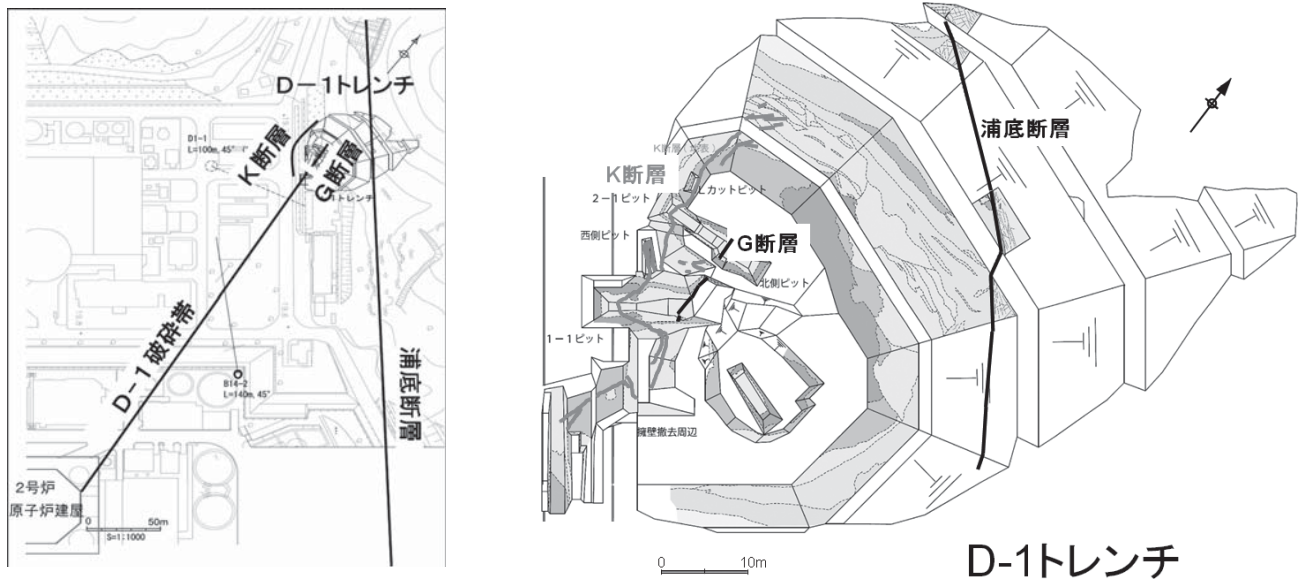 D-1トレンチ
K断層
G断層
D1-1
L=100m, 45°
トレンチ
D-1破砕帯
浦底断層
B14-2
L=140m, 45°
2号炉
原子炉建屋
0 50m
S=1:1000
浦底断層
K断層
K断層
2-1ピット
Lカットピット
西側ピット
G断層
北側ピット
1-1ピット
擁壁撤去周辺
0 10m
D-1トレンチ